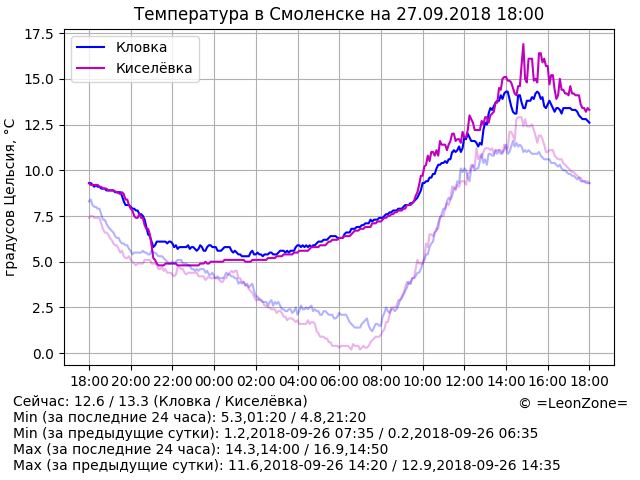 Температура в Смоленске на 27.09.2018 18:00
Кловка
Киселёвка
градусов Цельсия, °C
17.5
15.0
12.5
10.0
7.5
5.0
2.5
0.0
18:00 20:00 22:00 00:00 02:00 04:00 06:00 08:00 10:00 12:00 14:00 16:00 18:00
Сейчас: 12.6 / 13.3 (Кловка / Киселёвка)
© =LeonZone=
Min (за последние 24 часа): 5.3,01:20 / 4.8,21:20
Min (за предыдущие сутки): 1.2,2018-09-26 07:35 / 0.2,2018-09-26 06:35
Max (за последние 24 часа): 14.3,14:00 / 16.9,14:50
Max (за предыдущие сутки): 11.6,2018-09-26 14:20 / 12.9,2018-09-26 14:35